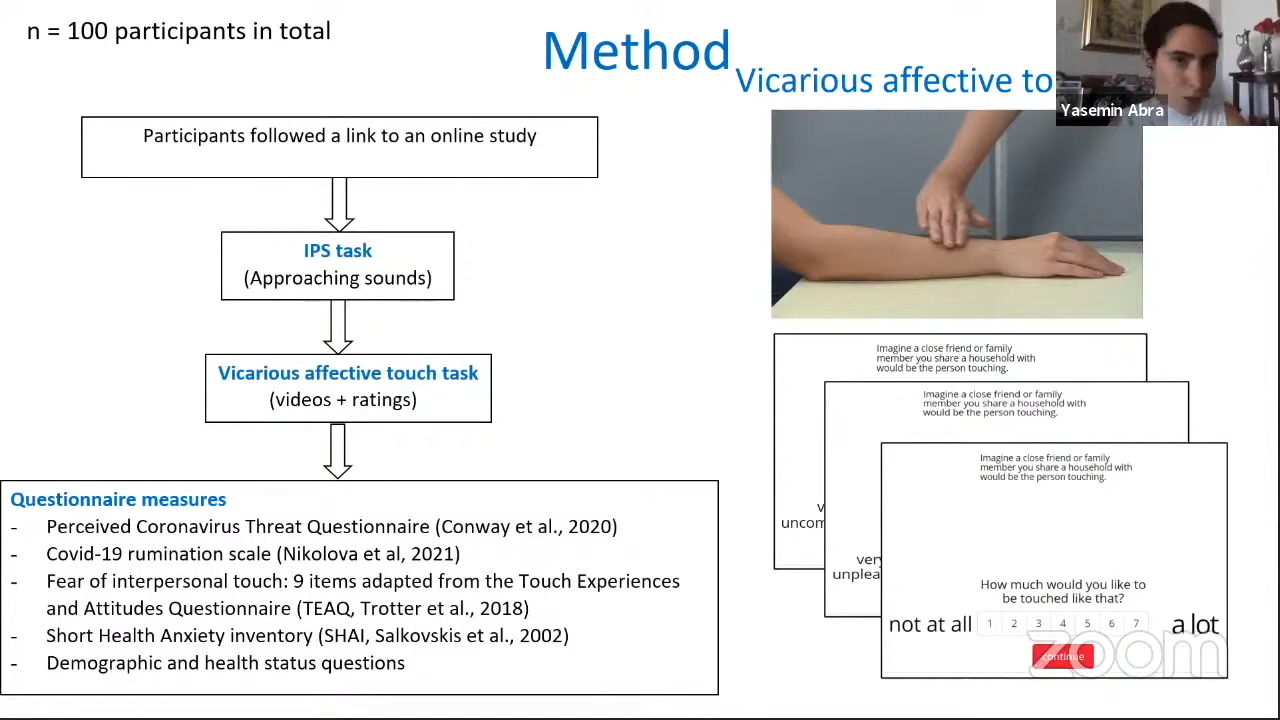 n = 100 participants in total
Method
Vicarious affective to
Yasemin Abra
Participants followed a link to an online study
IPS task
(Approaching sounds)
Vicarious affective touch task
(videos + ratings)
Questionnaire measures
- Perceived Coronavirus Threat Questionnaire (Conway et al., 2020)
- Covid-19 rumination scale (Nikolova et al, 2021)
- Fear of interpersonal touch: 9 items adapted from the Touch Experiences
and Attitudes Questionnaire (TEAQ, Trotter et al., 2018)
- Short Health Anxiety inventory (SHAI, Salkovskis et al., 2002)
- Demographic and health status questions
Imagine a close friend or family
member you share a household with
would be the person touching.
v
uncom
Imagine a close friend or family
member you share a household with
would be the person touching.
very
unplea
Imagine a close friend or family
member you share a household with
would be the person touching.
How much would you like to
be touched like that?
not at all 1 2 3 4 5 6 7 a lot
continue
zoom